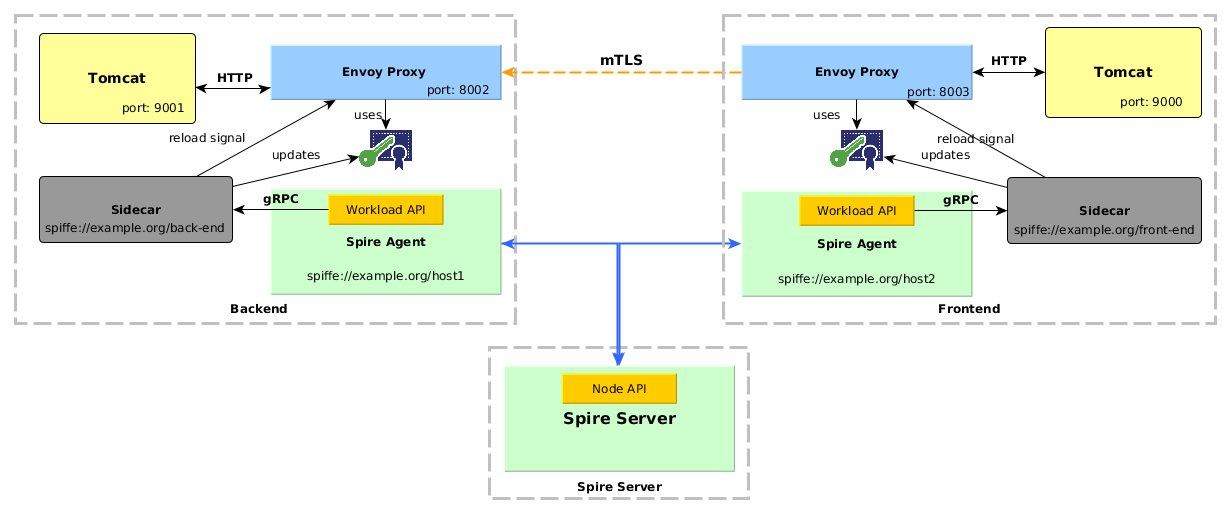 Tomcat
port: 9001
HTTP
Envoy Proxy
port: 8002
mTLS
Envoy Proxy
port: 8003
HTTP
Tomcat
port: 9000
reload signal
uses
updates
uses
reload signal
updates
Sidecar
spiffe://example.org/back-end
gRPC
Workload API
Spire Agent
spiffe://example.org/host1
Backend
Workload API
gRPC
Spire Agent
spiffe://example.org/host2
Sidecar
spiffe://example.org/front-end
Frontend
Node API
Spire Server
Spire Server